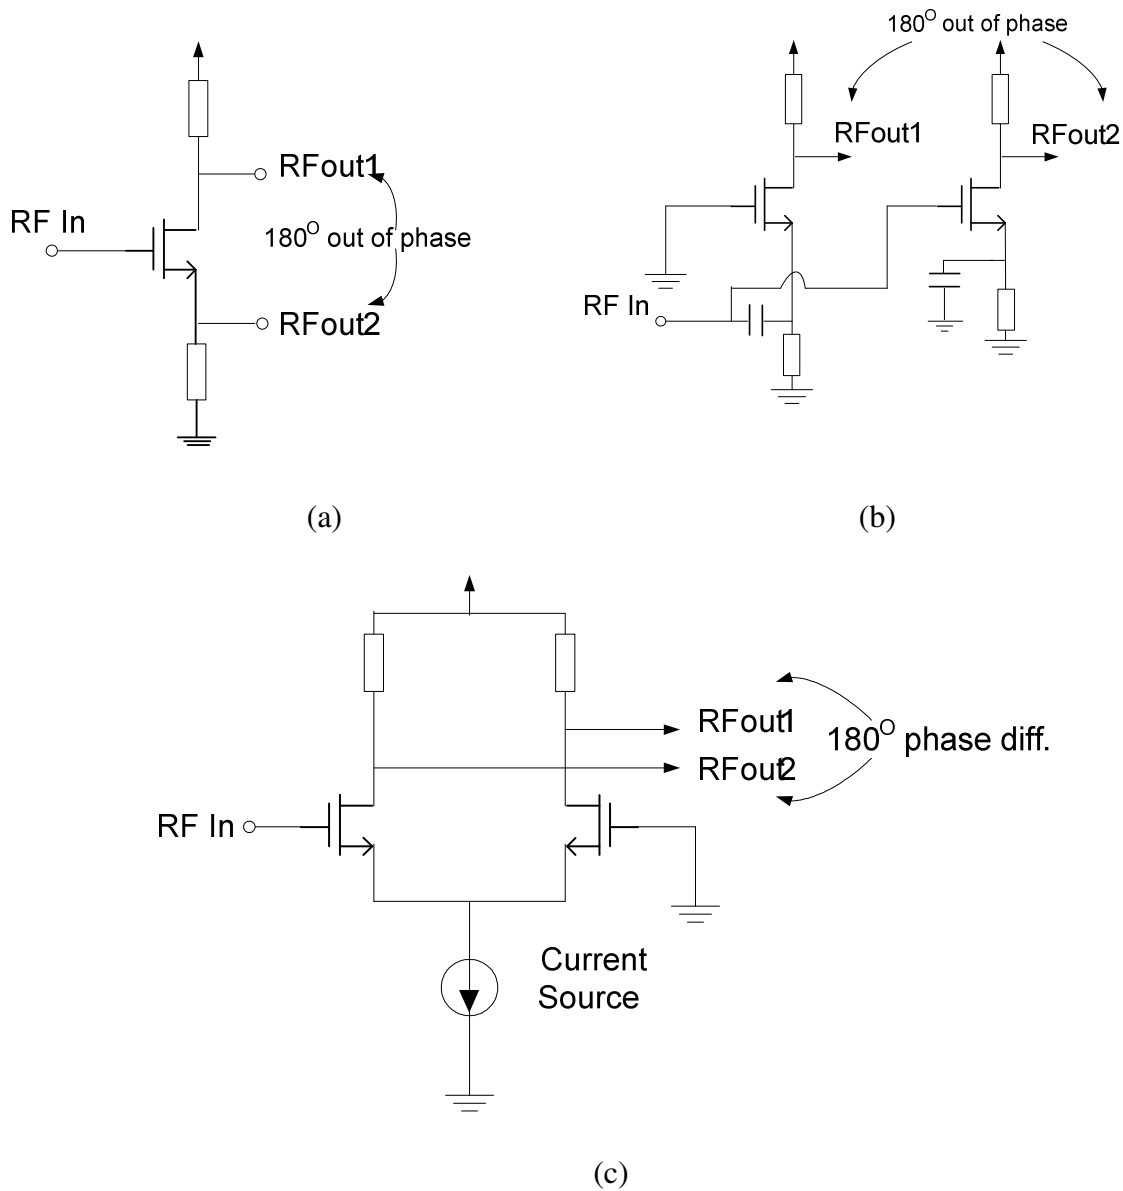 RFout1
RF In
180O out of phase
RFout2
(a)
180O out of phase
RFout1
RFout2
RF In
(b)
RFout1
RFout2
180O phase diff.
RF In
Current
Source
(c)